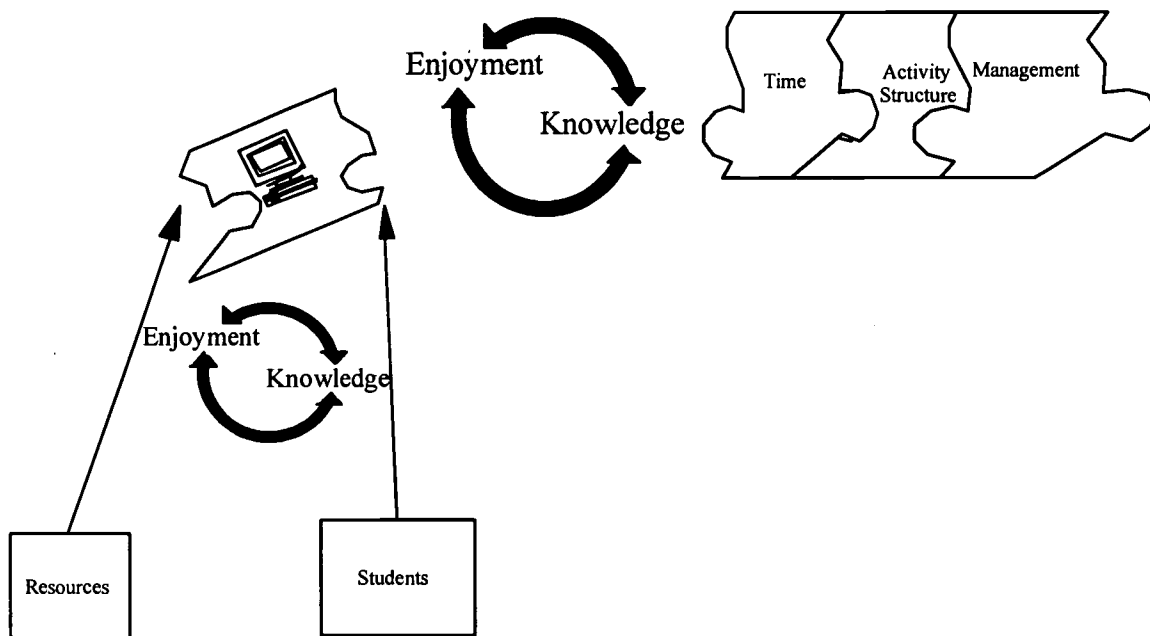 Enjoyment
Knowledge
Time
Activity
Structure
Management
Enjoyment
Knowledge
Resources
Students